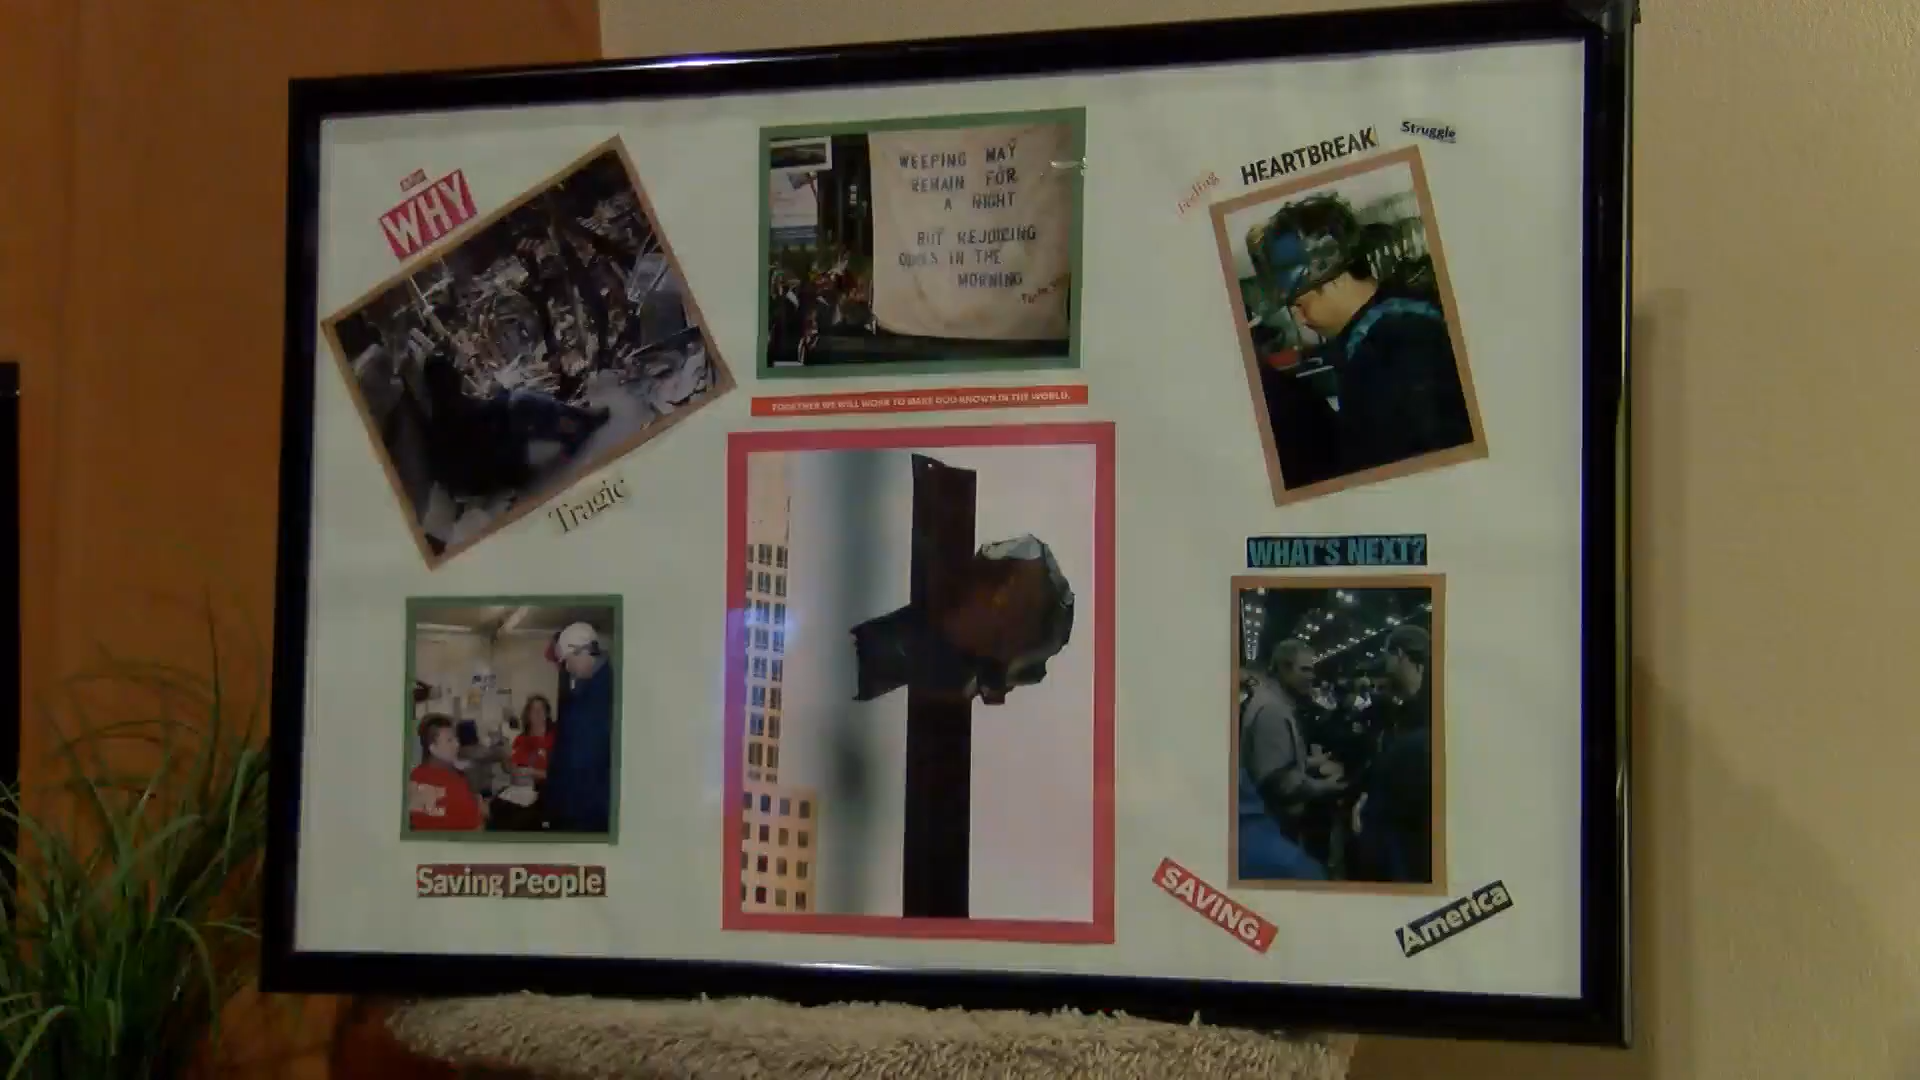 WHY
Tragic
WEEPING MAY
REMAIN FOR
A NIGHT
BUT REJOICING
COMES IN THE
MORNING
TOGETHER WE WILL WORK TO MAKE GOD KNOWN IN THE WORLD.
Feeling
HEARTBREAK
Struggle
WHAT'S NEXT?
Saving People
SAVING.
America